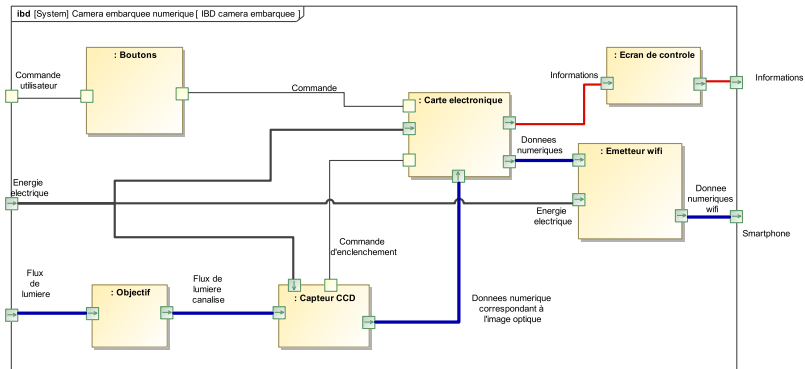 ibd [System] Camera embarquee numerique [ IBD camera embarquee ]
: Boutons
: Ecran de controle
Commande
utilisateur
Commande
Informations
Informations
: Carte electronique
Donnees
numeriques
: Emetteur wifi
Energie
electrique
Energie
electrique
Donnee
numeriques
wifi
Smartphone
Commande
d'enclenchement
Flux
de
lumiere
: Objectif
Flux de
lumiere
canalise
: Capteur CCD
Donnees numerique
correspondant à
l'image optique